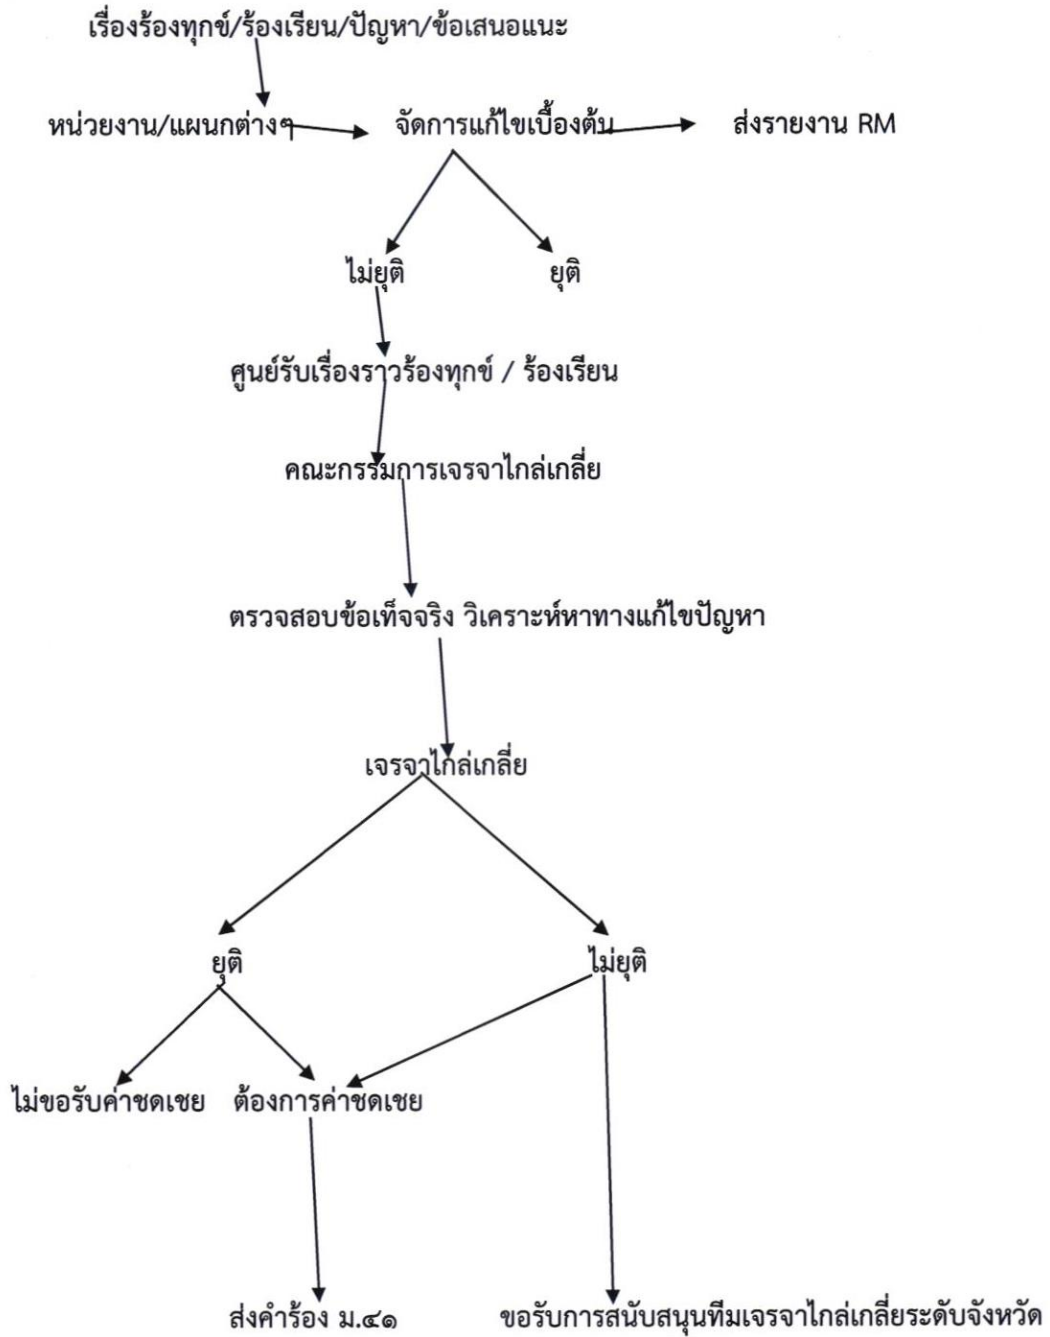 เรื่องร้องทุกข์/ร้องเรียน/ปัญหา/ข้อเสนอแนะ
หน่วยงาน/แผนกต่างๆ จัดการแก้ไขเบื้องต้น ส่งรายงาน RM
ไม่ยุติ ยุติ
ศูนย์รับเรื่องราวร้องทุกข์ / ร้องเรียน
คณะกรรมการเจรจาไกล่เกลี่ย
ตรวจสอบข้อเท็จจริง วิเคราะห์หาทางแก้ไขปัญหา
เจรจาไกล่เกลี่ย
ยุติ ไม่ยุติ
ไม่ขอรับค่าชดเชย ต้องการค่าชดเชย
ส่งคำร้อง ม.๔๑ ขอรับการสนับสนุนทีมเจรจาไกล่เกลี่ยระดับจังหวัด